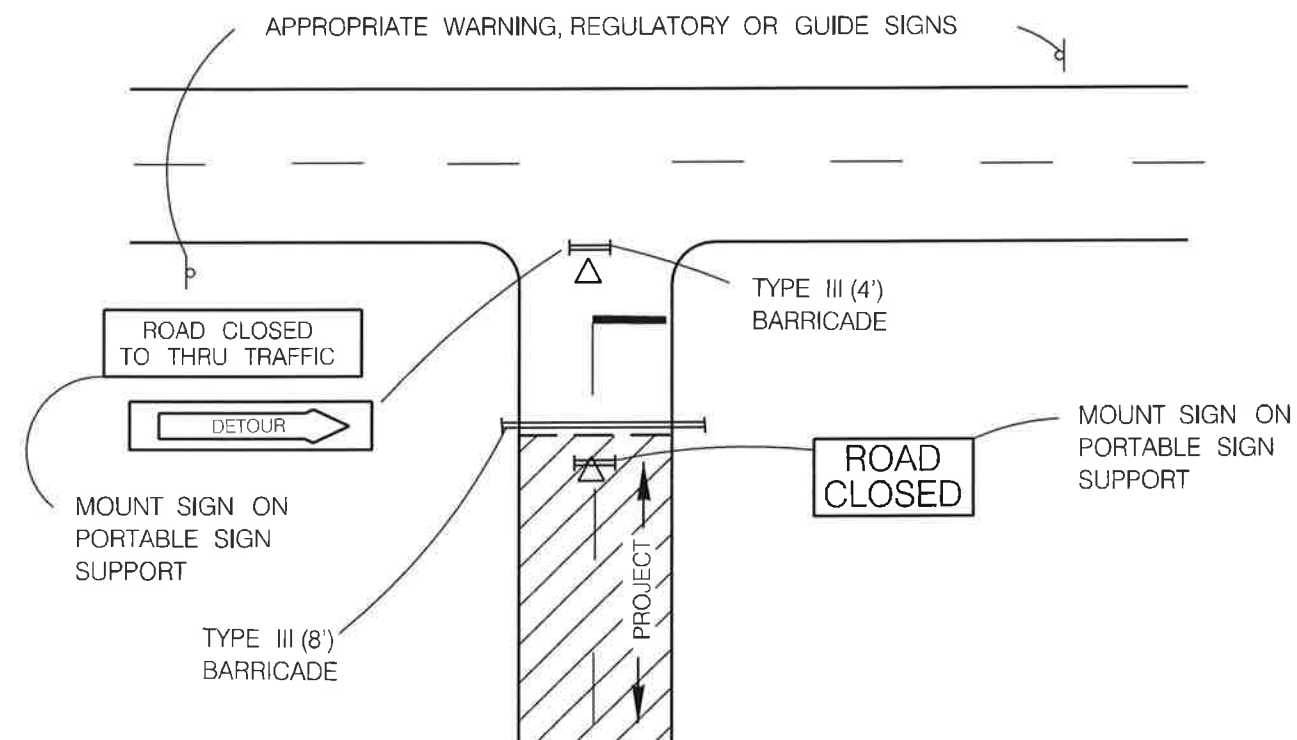 APPROPRIATE WARNING, REGULATORY OR GUIDE SIGNS
TYPE III (4')
BARRICADE
ROAD CLOSED
TO THRU TRAFFIC
DETOUR
MOUNT SIGN ON
PORTABLE SIGN
SUPPORT
ROAD
CLOSED
MOUNT SIGN ON
PORTABLE SIGN
SUPPORT
PROJECT
TYPE III (8')
BARRICADE